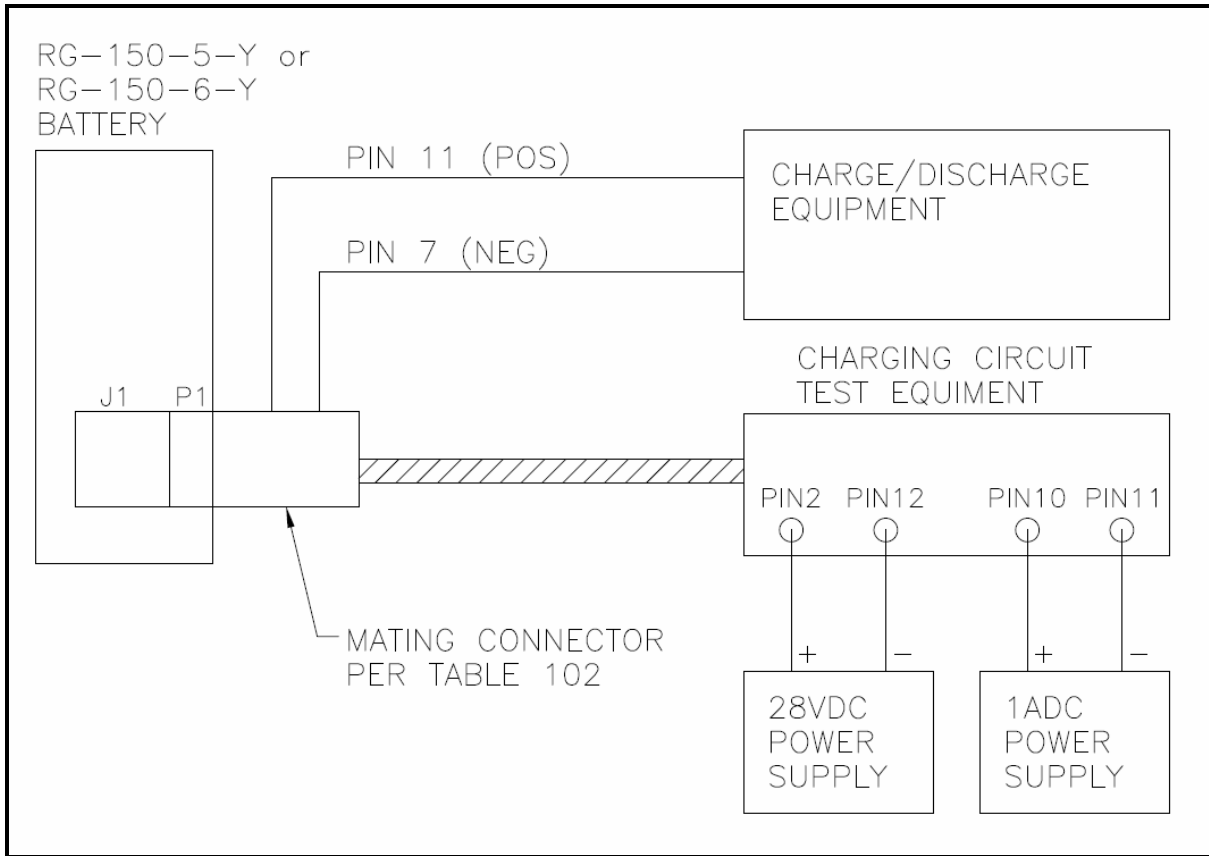 RG-150-5-Y or
RG-150-6-Y
BATTERY
PIN 11 (POS)
CHARGE/DISCHARGE
EQUIPMENT
PIN 7 (NEG)
CHARGING CIRCUIT
TEST EQUIMENT
J1 P1
PIN2 PIN12 PIN10 PIN11
MATING CONNECTOR
PER TABLE 102
+ - + -
28VDC
POWER
SUPPLY
1ADC
POWER
SUPPLY